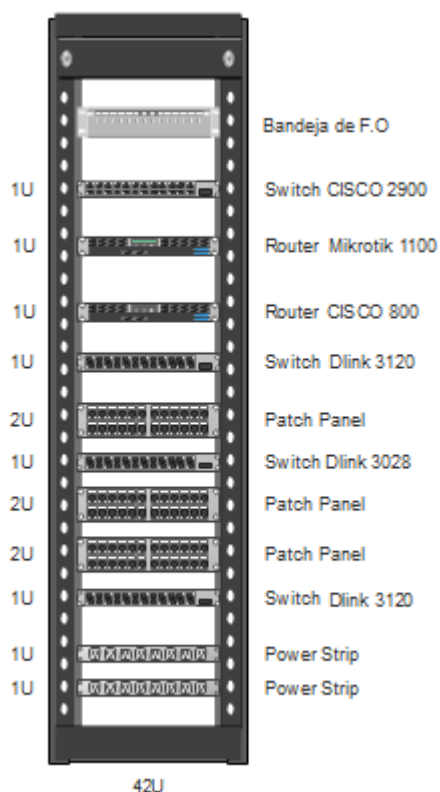 Bandeja de F.O
1U Switch CISCO 2900
1U Router Mikrotik 1100
1U Router CISCO 800
1U Switch Dlink 3120
2U Patch Panel
1U Switch Dlink 3028
2U Patch Panel
2U Patch Panel
1U Switch Dlink 3120
1U Power Strip
1U Power Strip
42U